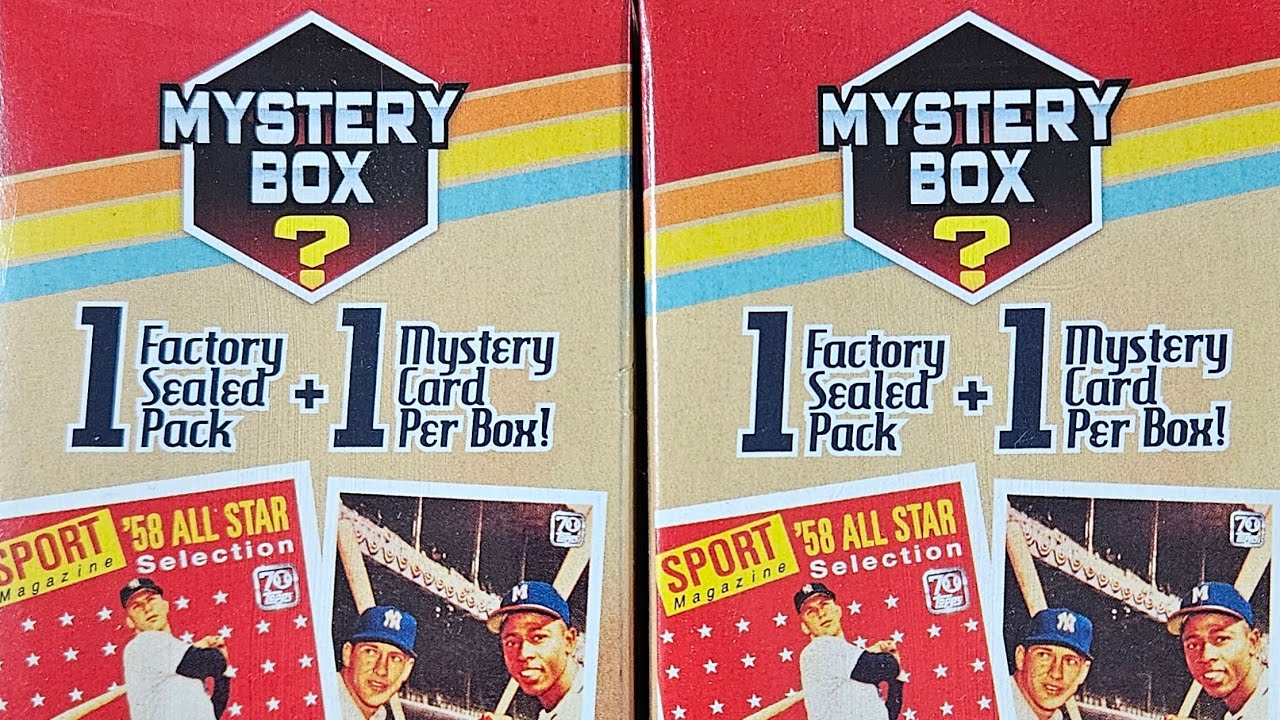 MYSTERY
BOX
?
1 Factory Sealed Pack + 1 Mystery Card Per Box!
SPORT Magazine '58 ALL STAR Selection
70
Topps
NY
M
70
Topps
MYSTERY
BOX
?
1 Factory Sealed Pack + 1 Mystery Card Per Box!
SPORT Magazine '58 ALL STAR Selection
70
Topps
NY
M
70
Topps